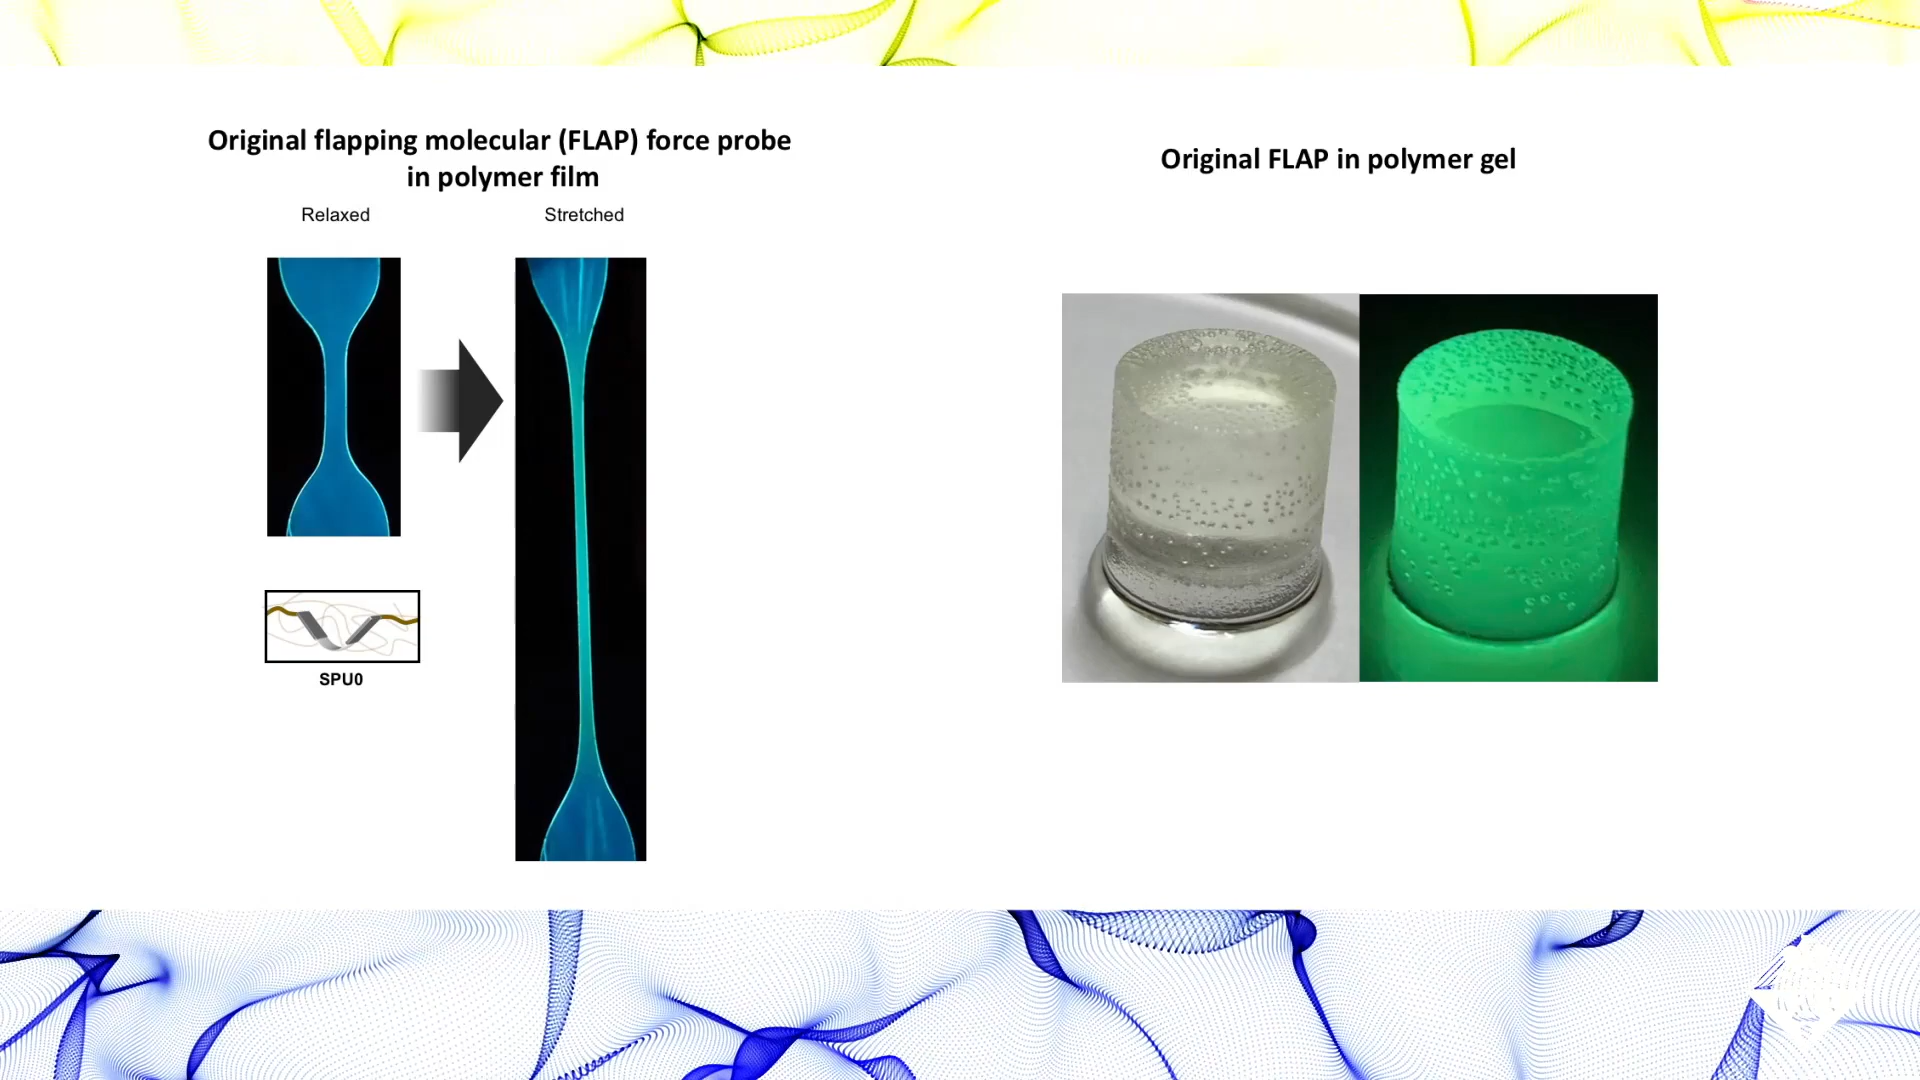 Original flapping molecular (FLAP) force probe
in polymer film
Relaxed
Stretched
SPU0
Original FLAP in polymer gel